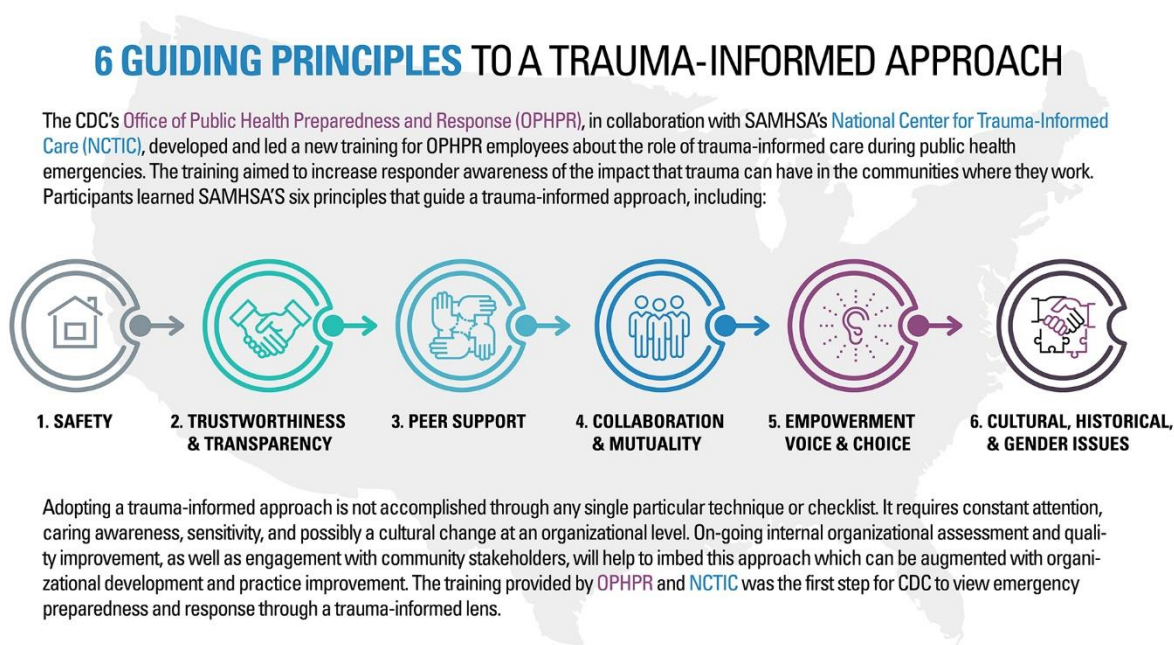 6 GUIDING PRINCIPLES TO A TRAUMA-INFORMED APPROACH
The CDC's Office of Public Health Preparedness and Response (OPHPR), in collaboration with SAMHSA's National Center for Trauma-Informed
Care (NCTIC), developed and led a new training for OPHPR employees about the role of trauma-informed care during public health
emergencies. The training aimed to increase responder awareness of the impact that trauma can have in the communities where they work.
Participants learned SAMHSA'S six principles that guide a trauma-informed approach, including:
1. SAFETY
2. TRUSTWORTHINESS
& TRANSPARENCY
3. PEER SUPPORT
4. COLLABORATION
& MUTUALITY
5. EMPOWERMENT
VOICE & CHOICE
6. CULTURAL, HISTORICAL,
& GENDER ISSUES
Adopting a trauma-informed approach is not accomplished through any single particular technique or checklist. It requires constant attention,
caring awareness, sensitivity, and possibly a cultural change at an organizational level. On-going internal organizational assessment and quali-
ty improvement, as well as engagement with community stakeholders, will help to imbed this approach which can be augmented with organi-
zational development and practice improvement. The training provided by OPHPR and NCTIC was the first step for CDC to view emergency
preparedness and response through a trauma-informed lens.